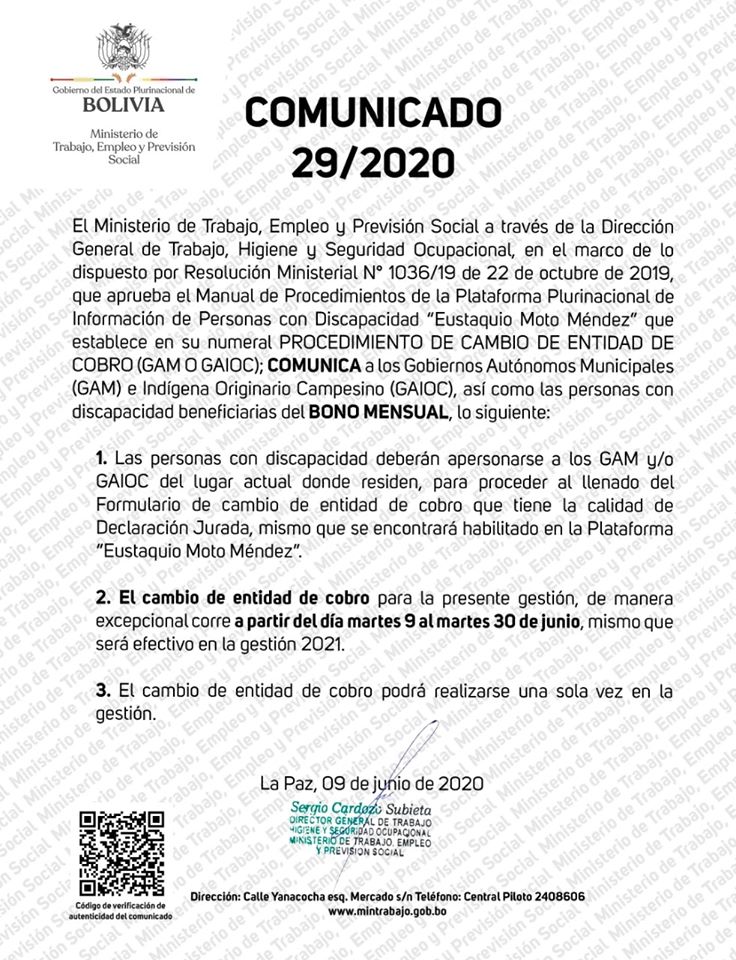 Gobierno del Estado Plurinacional de
BOLIVIA
Ministerio de
Trabajo, Empleo y Previsión
Social
COMUNICADO
29/2020
El Ministerio de Trabajo, Empleo y Previsión Social a través de la Dirección
General de Trabajo, Higiene y Seguridad Ocupacional, en el marco de lo
dispuesto por Resolución Ministerial N° 1036/19 de 22 de octubre de 2019,
que aprueba el Manual de Procedimientos de la Plataforma Plurinacional de
Información de Personas con Discapacidad “Eustaquio Moto Méndez” que
establece en su numeral PROCEDIMIENTO DE CAMBIO DE ENTIDAD DE
COBRO (GAM O GAIOC); COMUNICA a los Gobiernos Autónomos Municipales
(GAM) e Indígena Originario Campesino (GAIOC), así como las personas con
discapacidad beneficiarias del BONO MENSUAL, lo siguiente:
1. Las personas con discapacidad deberán apersonarse a los GAM y/o
GAIOC del lugar actual donde residen, para proceder al llenado del
Formulario de cambio de entidad de cobro que tiene la calidad de
Declaración Jurada, mismo que se encontrará habilitado en la Plataforma
“Eustaquio Moto Méndez”.
2. El cambio de entidad de cobro para la presente gestión, de manera
excepcional corre a partir del día martes 9 al martes 30 de junio, mismo que
será efectivo en la gestión 2021.
3. El cambio de entidad de cobro podrá realizarse una sola vez en la
gestión.
La Paz, 09 de junio de 2020
Sergio Cardozo Subieta
DIRECTOR GENERAL DE TRABAJO
HIGIENE Y SEGURIDAD OCUPACIONAL
MINISTERIO DE TRABAJO, EMPLEO
Y PREVISION SOCIAL
Código de verificación de
autenticidad del comunicado
Dirección: Calle Yanacocha esq. Mercado s/n Teléfono: Central Piloto 2408606
www.mintrabajo.gob.bo